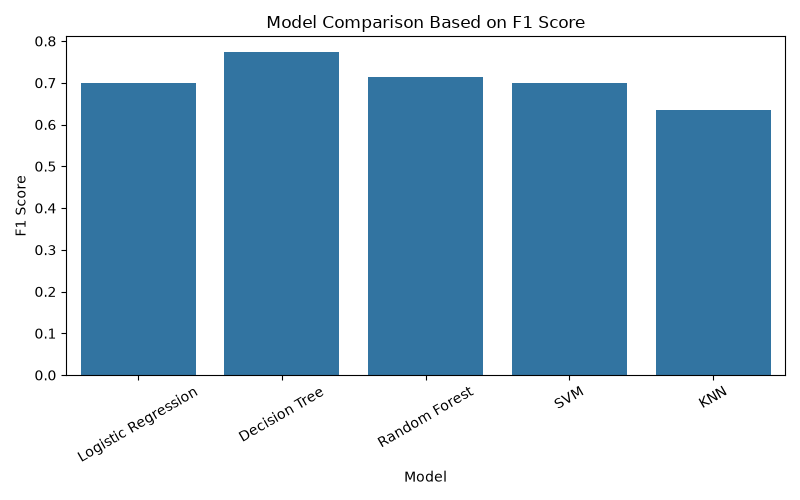 Model Comparison Based on F1 Score
F1 Score
0.8
0.7
0.6
0.5
0.4
0.3
0.2
0.1
0.0
Logistic Regression
Decision Tree
Random Forest
SVM
KNN
Model